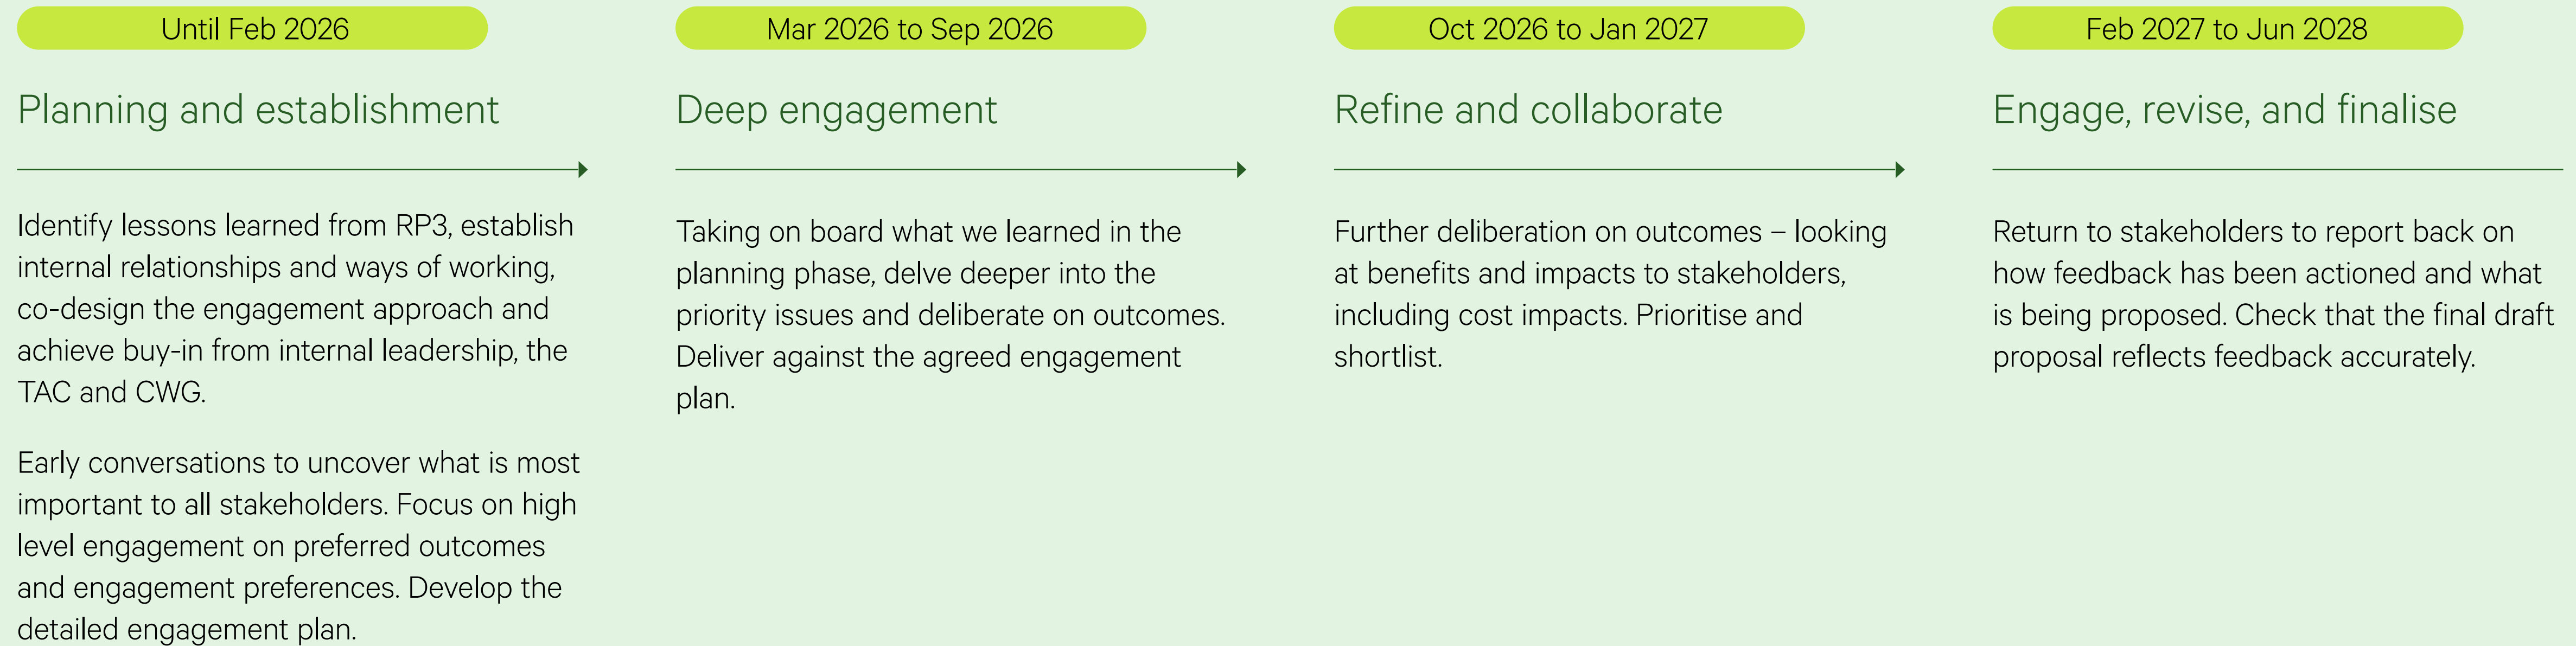 Until Feb 2026
Planning and establishment
Identify lessons learned from RP3, establish
internal relationships and ways of working,
co-design the engagement approach and
achieve buy-in from internal leadership, the
TAC and CWG.
Early conversations to uncover what is most
important to all stakeholders. Focus on high
level engagement on preferred outcomes
and engagement preferences. Develop the
detailed engagement plan.
Mar 2026 to Sep 2026
Deep engagement
Taking on board what we learned in the
planning phase, delve deeper into the
priority issues and deliberate on outcomes.
Deliver against the agreed engagement
plan.
Oct 2026 to Jan 2027
Refine and collaborate
Further deliberation on outcomes – looking
at benefits and impacts to stakeholders,
including cost impacts. Prioritise and
shortlist.
Feb 2027 to Jun 2028
Engage, revise, and finalise
Return to stakeholders to report back on
how feedback has been actioned and what
is being proposed. Check that the final draft
proposal reflects feedback accurately.